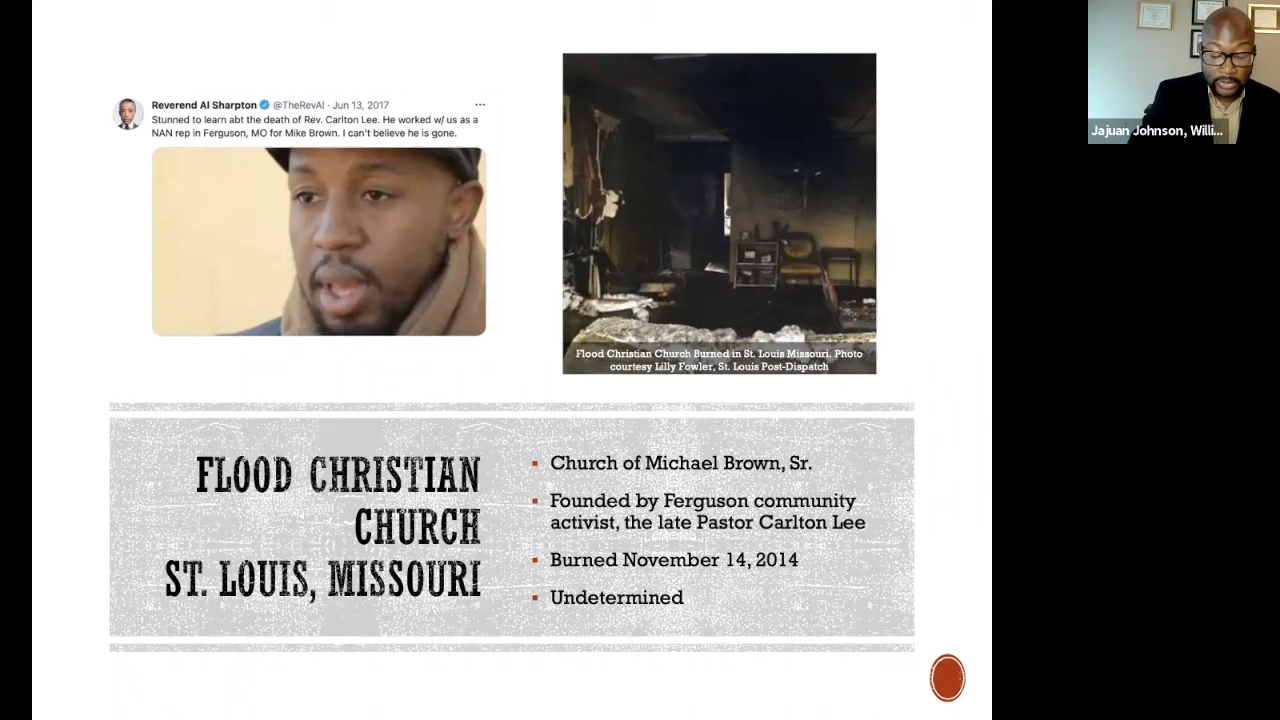 Reverend Al Sharpton @TheRevAl · Jun 13, 2017
Stunned to learn abt the death of Rev. Carlton Lee. He worked w/ us as a
NAN rep in Ferguson, MO for Mike Brown. I can't believe he is gone.
Flood Christian Church Burned in St. Louis Missouri. Photo
courtesy Lilly Fowler, St. Louis Post-Dispatch
FLOOD CHRISTIAN
CHURCH
ST. LOUIS, MISSOURI
Church of Michael Brown, Sr.
Founded by Ferguson community
activist, the late Pastor Carlton Lee
Burned November 14, 2014
Undetermined
Jajuan Johnson, Willi...